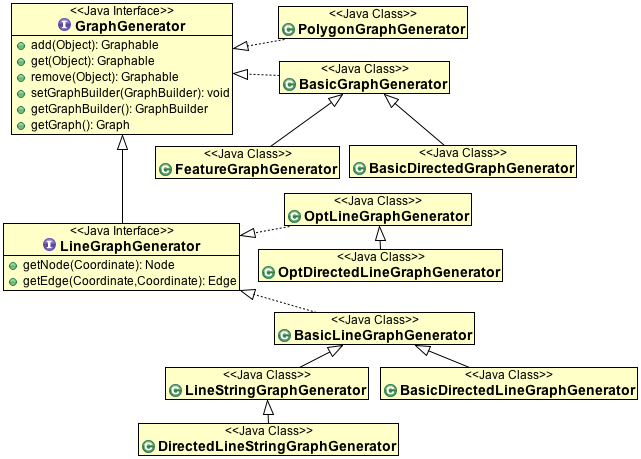 <<Java Interface>>
GraphGenerator
add(Object): Graphable
get(Object): Graphable
remove(Object): Graphable
setGraphBuilder(GraphBuilder): void
getGraphBuilder(): GraphBuilder
getGraph(): Graph
<<Java Class>>
PolygonGraphGenerator
<<Java Class>>
BasicGraphGenerator
<<Java Class>>
FeatureGraphGenerator
<<Java Class>>
BasicDirectedGraphGenerator
<<Java Interface>>
LineGraphGenerator
getNode(Coordinate): Node
getEdge(Coordinate,Coordinate): Edge
<<Java Class>>
OptLineGraphGenerator
<<Java Class>>
OptDirectedLineGraphGenerator
<<Java Class>>
BasicLineGraphGenerator
<<Java Class>>
LineStringGraphGenerator
<<Java Class>>
BasicDirectedLineGraphGenerator
<<Java Class>>
DirectedLineStringGraphGenerator